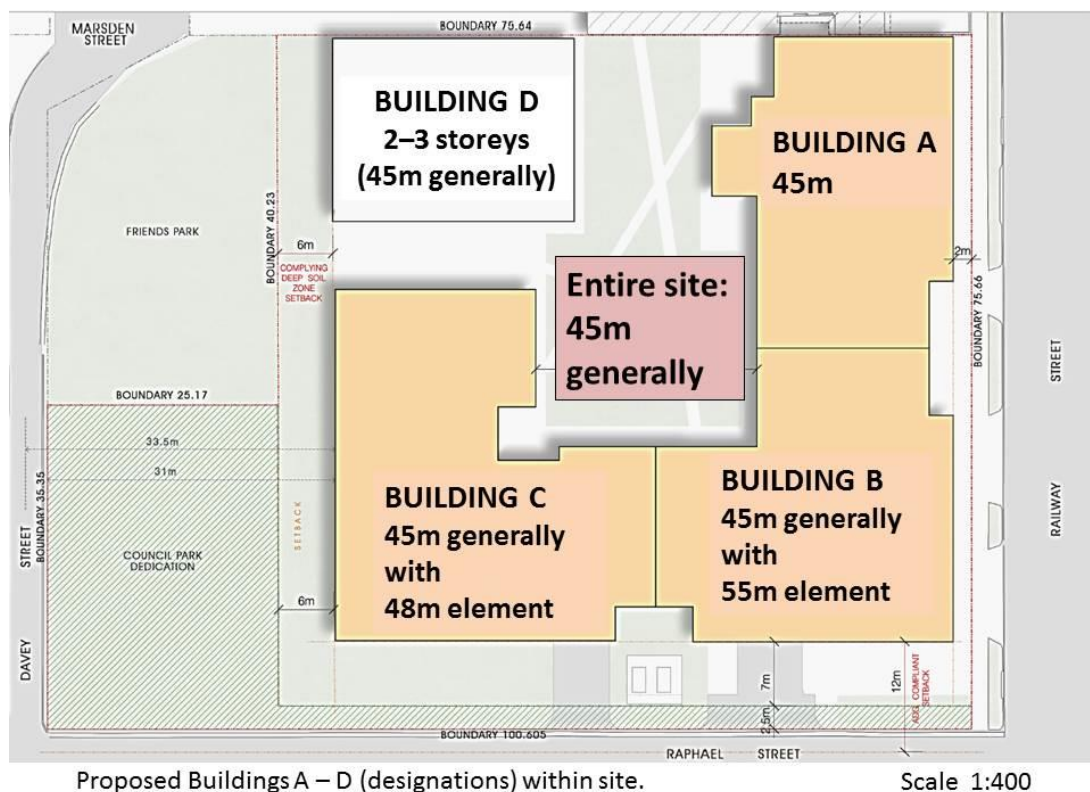 MARSDEN
STREET
BOUNDARY 75.64
BUILDING D
2–3 storeys
(45m generally)
BUILDING A
45m
FRIENDS PARK
BOUNDARY 40.23
6m
COMPLYING
DEEP SOIL
ZONE
SETBACK
2m
BOUNDARY 75.66
Entire site:
45m
generally
STREET
RAILWAY
BOUNDARY 25.17
33.5m
31m
BOUNDARY 35.35
STREET
DAVEY
COUNCIL PARK
DEDICATION
SETBACK
6m
BUILDING C
45m generally
with
48m element
BUILDING B
45m generally
with
55m element
7m
2.5m
12m
ADG COMPLIANT
SETBACK
BOUNDARY 100.605
RAPHAEL STREET
Proposed Buildings A – D (designations) within site.
Scale 1:400